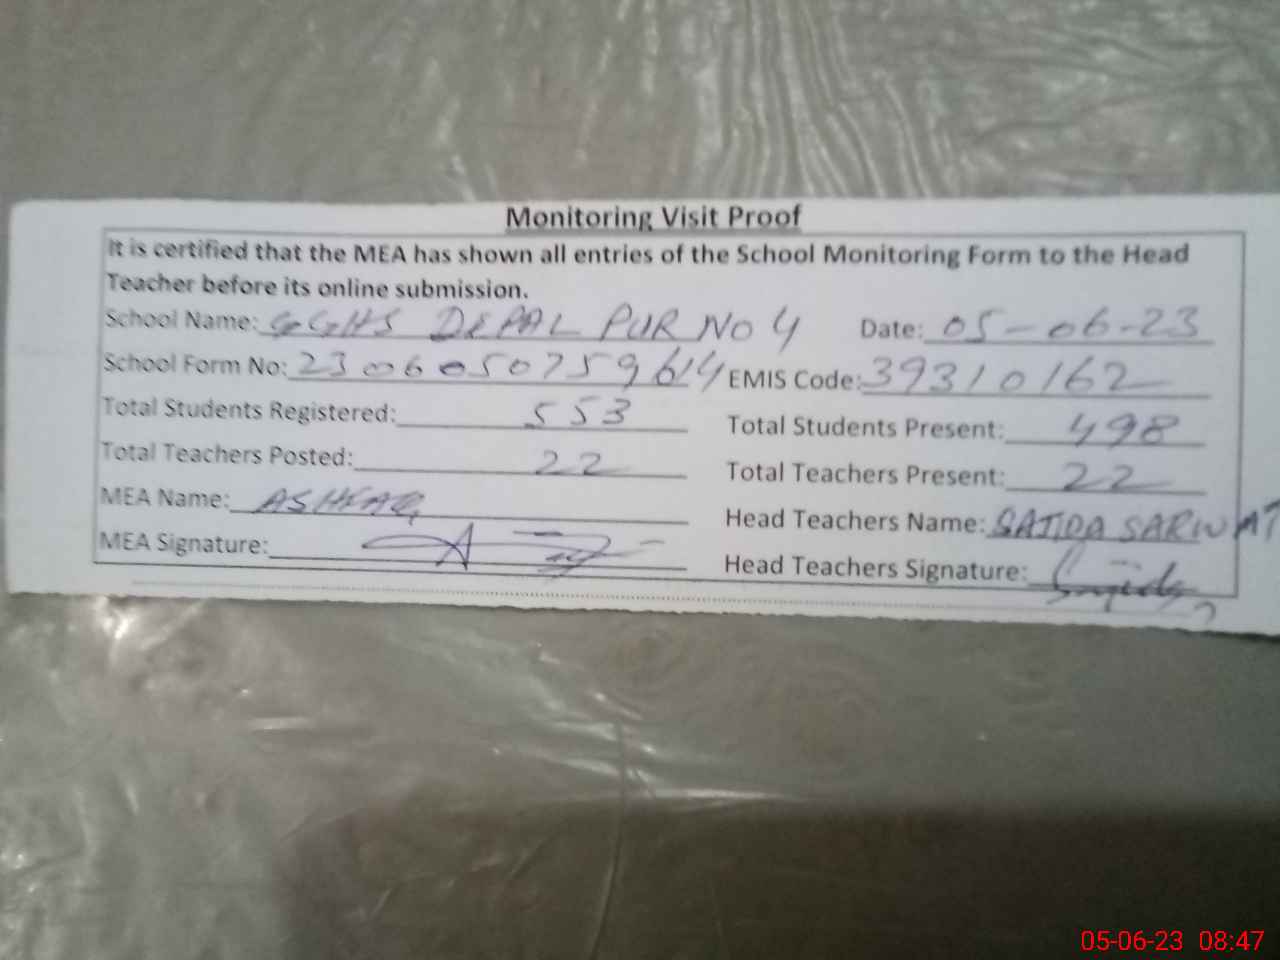 Monitoring Visit Proof
It is certified that the MEA has shown all entries of the School Monitoring Form to the Head
Teacher before its online submission.
School Name: GGHS DEPAL PUR NO 4 Date: 05-06-23
School Form No: 2306050759614 EMIS Code: 39310162
Total Students Registered: 553 Total Students Present: 498
Total Teachers Posted: 22 Total Teachers Present: 22
MEA Name: ASHFAQ Head Teachers Name: SAJIDA SARWAT
MEA Signature: Head Teachers Signature: Sajida
05-06-23 08:47